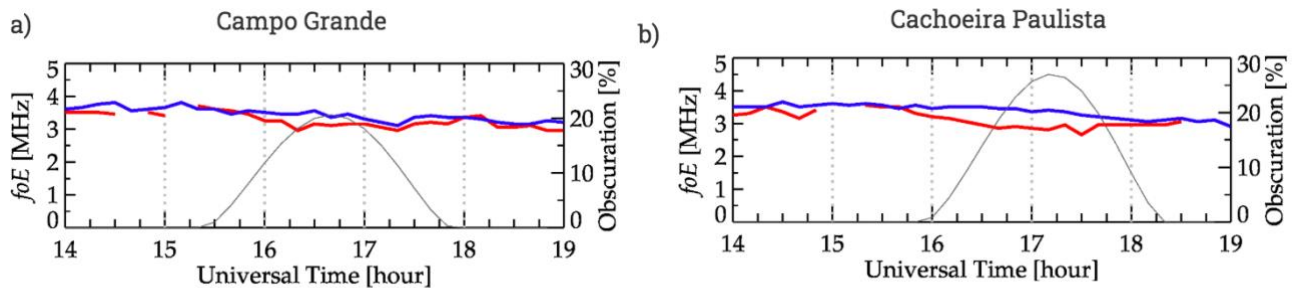 a)
Campo Grande
foE [MHz]
5
4
3
2
1
0
30
20
10
0
Obscuration [%]
14 15 16 17 18 19
Universal Time [hour]
b)
Cachoeira Paulista
foE [MHz]
5
4
3
2
1
0
30
20
10
0
Obscuration [%]
14 15 16 17 18 19
Universal Time [hour]